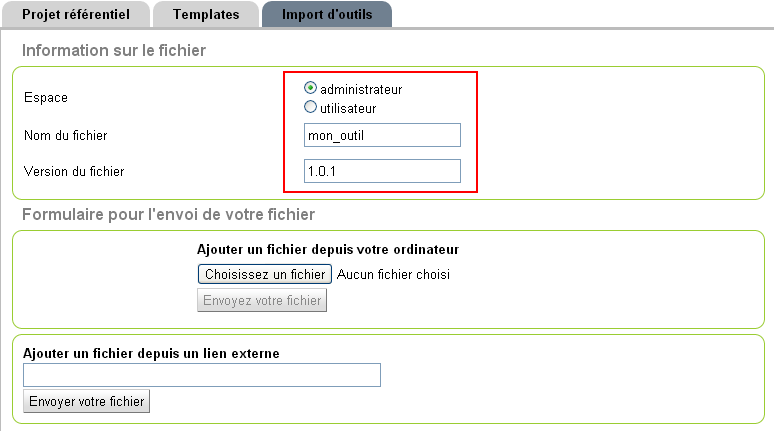 Projet référentiel Templates Import d'outils
Information sur le fichier
Espace
administrateur
utilisateur
Nom du fichier mon_outil
Version du fichier 1.0.1
Formulaire pour l'envoi de votre fichier
Ajouter un fichier depuis votre ordinateur
Choisissez un fichier Aucun fichier choisi
Envoyez votre fichier
Ajouter un fichier depuis un lien externe
Envoyer votre fichier